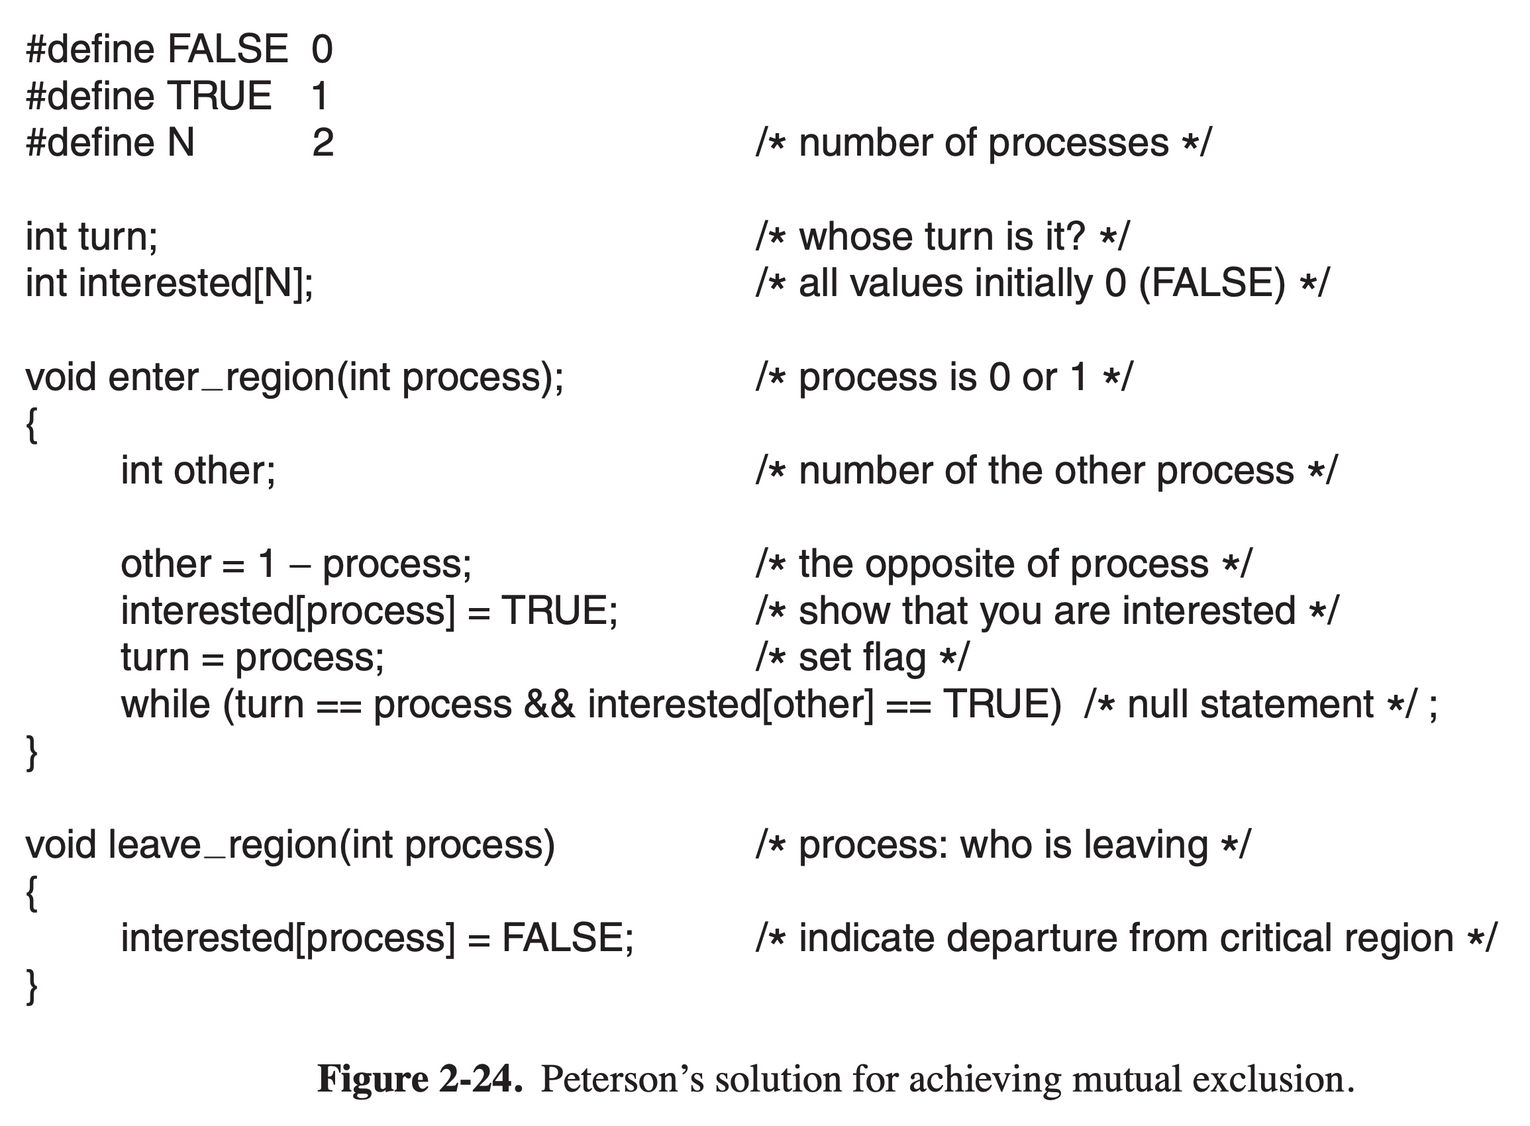 #define FALSE 0
#define TRUE 1
#define N 2 /* number of processes */
int turn; /* whose turn is it? */
int interested[N]; /* all values initially 0 (FALSE) */
void enter_region(int process); /* process is 0 or 1 */
{
int other; /* number of the other process */
other = 1 – process; /* the opposite of process */
interested[process] = TRUE; /* show that you are interested */
turn = process; /* set flag */
while (turn == process && interested[other] == TRUE) /* null statement */ ;
}
void leave_region(int process) /* process: who is leaving */
{
interested[process] = FALSE; /* indicate departure from critical region */
}
Figure 2-24. Peterson’s solution for achieving mutual exclusion.